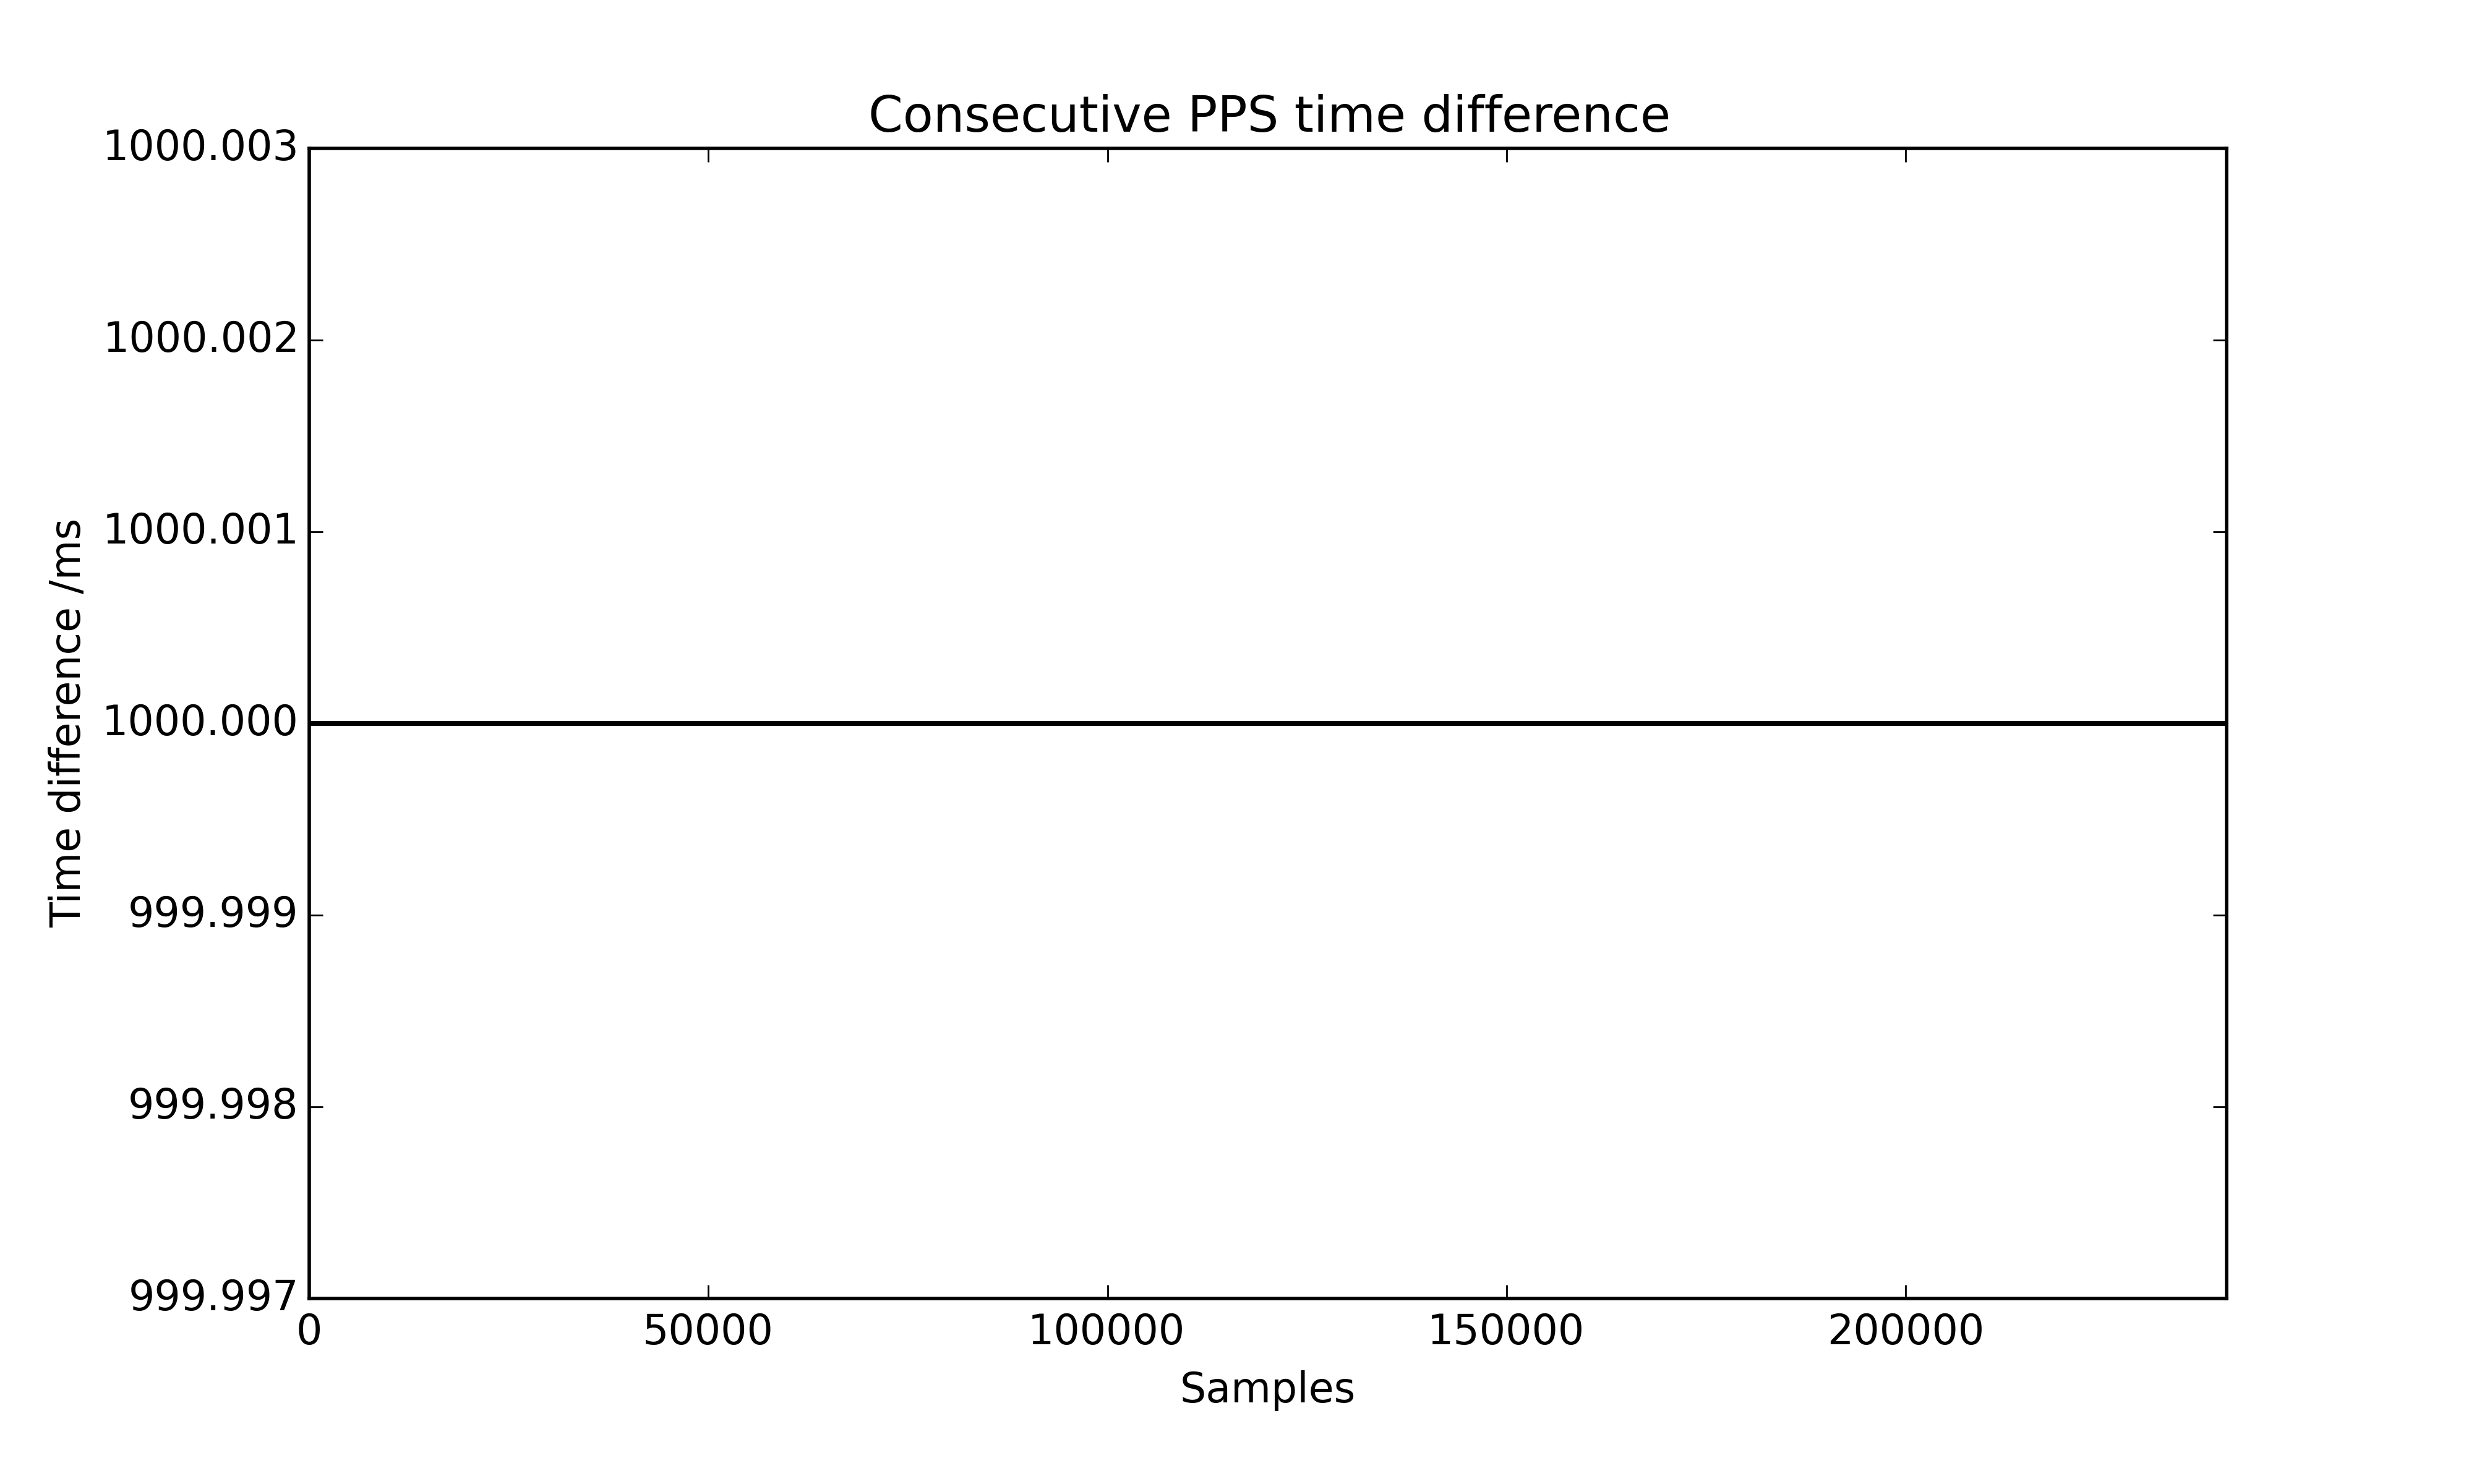 Consecutive PPS time difference
1000.003
1000.002
1000.001
1000.000
999.999
999.998
999.997
Time difference /ms
0 50000 100000 150000 200000
Samples